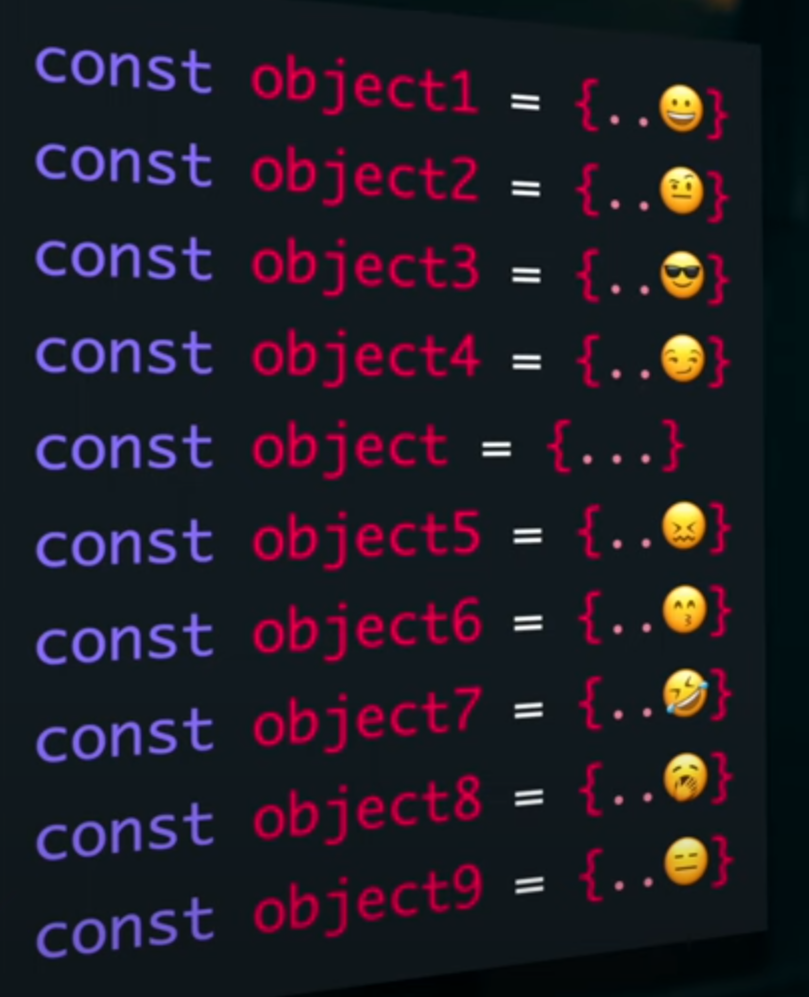 const object1 = {..😀}
const object2 = {..🤨}
const object3 = {..😎}
const object4 = {..😏}
const object = {...}
const object5 = {..😖}
const object6 = {..😙}
const object7 = {..🤣}
const object8 = {..🥱}
const object9 = {..😑}